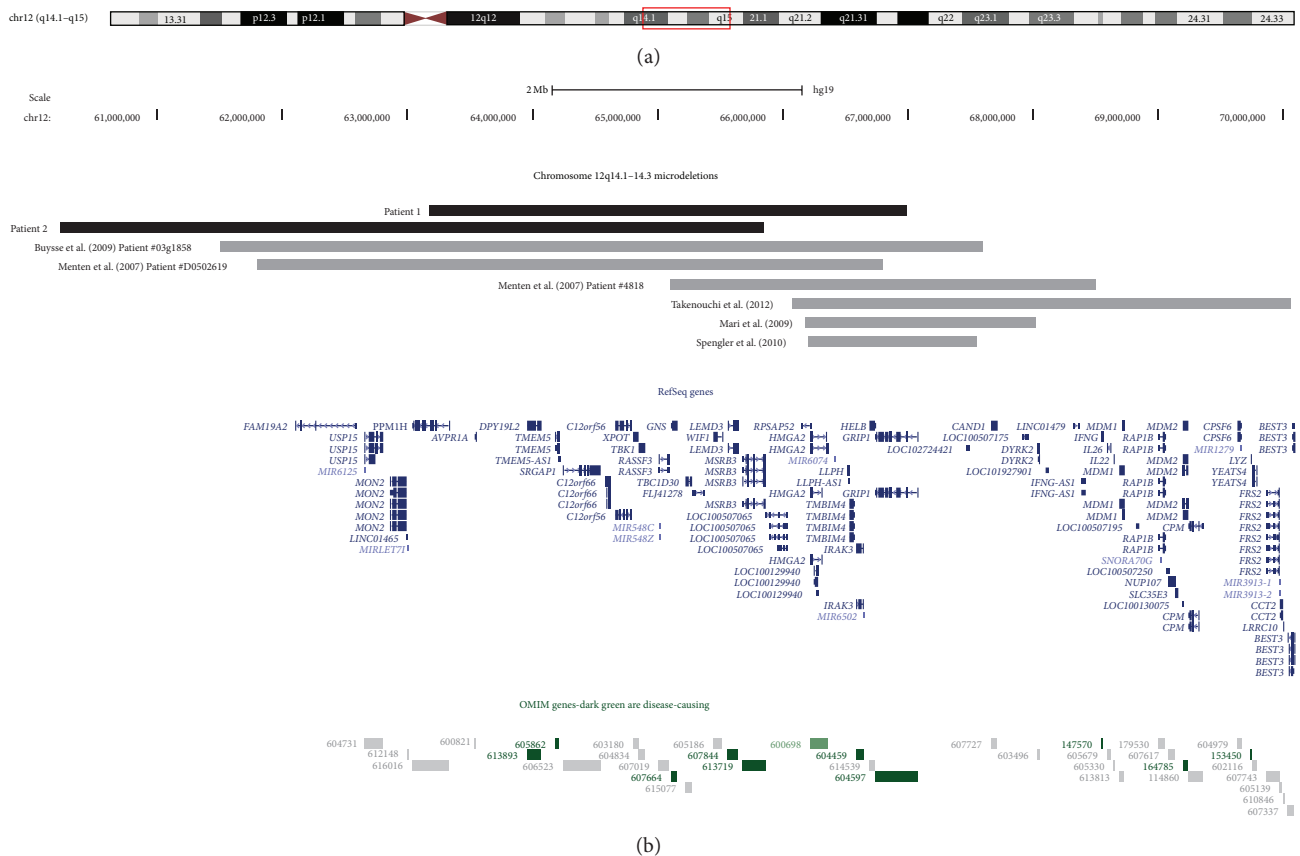 chr12 (q14.1–q15) 13.31 p12.3 p12.1 12q12 q14.1 q15 21.1 q21.2 q21.31 q22 q23.1 q23.3 24.31 24.33
(a)
Scale 2 Mb hg19
chr12: 61,000,000 62,000,000 63,000,000 64,000,000 65,000,000 66,000,000 67,000,000 68,000,000 69,000,000 70,000,000
Chromosome 12q14.1–14.3 microdeletions
Patient 1
Patient 2
Buysse et al. (2009) Patient #03g1858
Menten et al. (2007) Patient #D0502619
Menten et al. (2007) Patient #4818
Takenouchi et al. (2012)
Mari et al. (2009)
Spengler et al. (2010)
RefSeq genes
FAM19A2 PPM1H DPY19L2 C12orf56 GNS LEMD3 RPSAP52 HELB CAND1 LINC01479 MDM1 MDM2 CPSF6 BEST3
USP15 AVPR1A TMEM5 XPOT WIF1 HMGA2 GRIP1 LOC100507175 IFNG RAP1B CPSF6 BEST3
USP15 TMEM5 TBK1 LEMD3 HMGA2 LOC102724421 DYRK2 IL26 RAP1B MIR1279 BEST3
USP15 TMEM5-AS1 RASSF3 MSRB3 MIR6074 DYRK2 IL22 MDM2 LYZ
MIR6125 SRGAP1 RASSF3 MSRB3 LLPH LOC101927901 MDM1 MDM2 YEATS4
MON2 C12orf66 TBC1D30 MSRB3 LLPH-AS1 IFNG-AS1 RAP1B YEATS4
MON2 C12orf66 FLJ41278 HMGA2 GRIP1 IFNG-AS1 RAP1B FRS2
MON2 C12orf66 MSRB3 TMBIM4 MDM1 MDM2 FRS2
MON2 C12orf56 LOC100507065 TMBIM4 MDM1 MDM2 FRS2
MON2 MIR548C LOC100507065 TMBIM4 LOC100507195 CPM FRS2
LINC01465 MIR548Z LOC100507065 TMBIM4 RAP1B FRS2
MIRLET7I LOC100507065 IRAK3 RAP1B FRS2
HMGA2 SNORA70G FRS2
LOC100129940 LOC100507250 FRS2
LOC100129940 NUP107 MIR3913-1
LOC100129940 SLC35E3 MIR3913-2
IRAK3 LOC100130075 CCT2
MIR6502 CPM CCT2
CPM LRRC10
BEST3
BEST3
BEST3
BEST3
OMIM genes-dark green are disease-causing
604731 600821 605862 603180 605186 600698 607727 147570 179530 604979
612148 613893 604834 607844 604459 603496 605679 607617 153450
616016 606523 607019 613719 614539 605330 164785 602116
607664 604597 613813 114860 607743
615077 605139
610846
607337
(b)